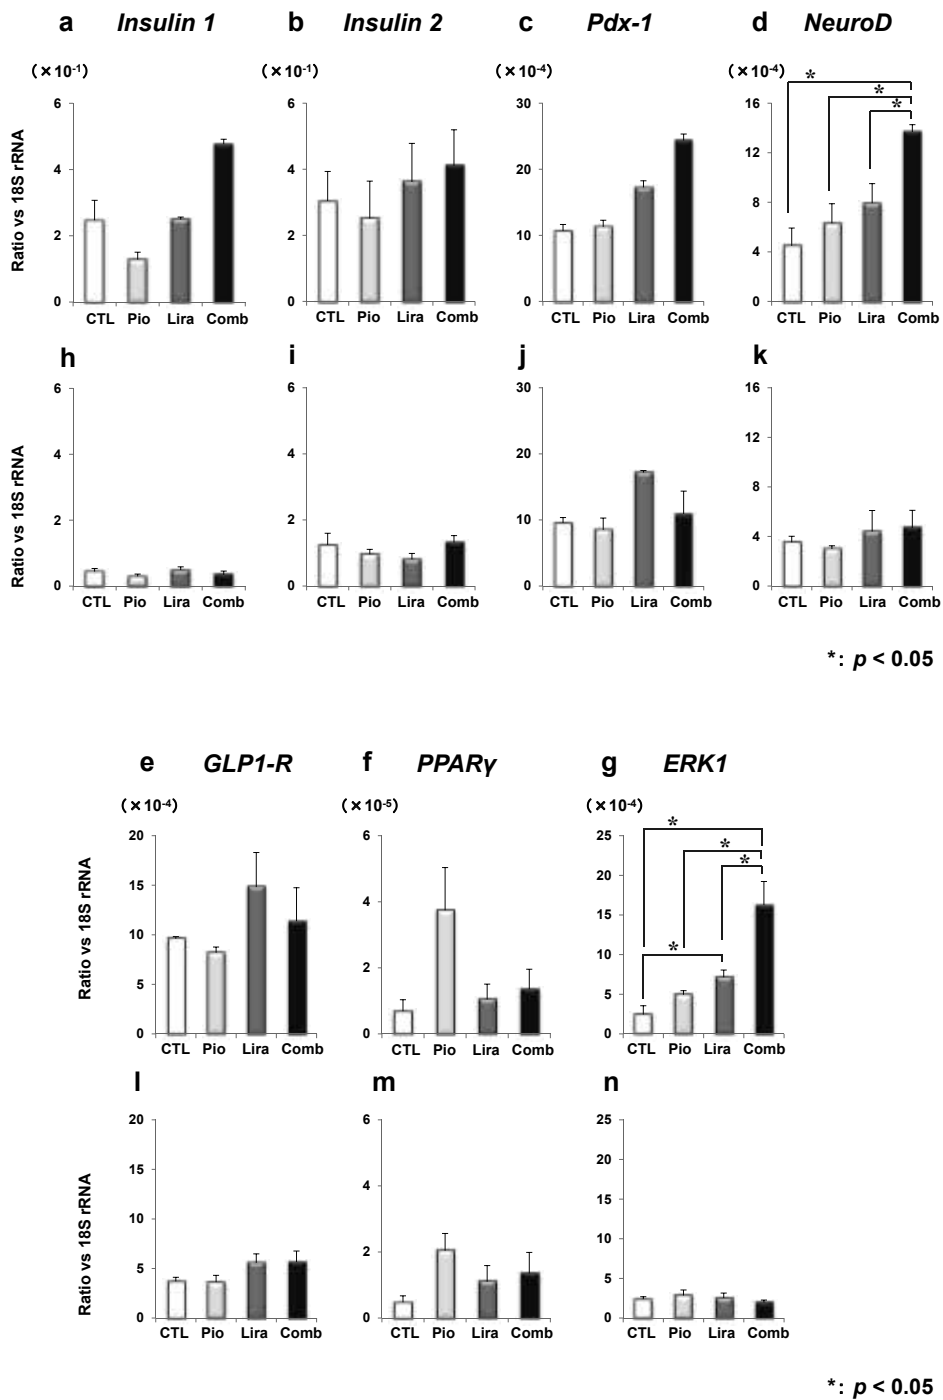 a Insulin 1 b Insulin 2 c Pdx-1 d NeuroD
(×10-1) (×10-1) (×10-4) (×10-4)
* * *
Ratio vs 18S rRNA
6 4 2 0
CTL Pio Lira Comb
6 4 2 0
CTL Pio Lira Comb
30 20 10 0
CTL Pio Lira Comb
16 12 8 4 0
CTL Pio Lira Comb
h i j k
Ratio vs 18S rRNA
6 4 2 0
CTL Pio Lira Comb
6 4 2 0
CTL Pio Lira Comb
30 20 10 0
CTL Pio Lira Comb
16 12 8 4 0
CTL Pio Lira Comb
*: p < 0.05
e GLP1-R f PPARγ g ERK1
(×10-4) (×10-5) (×10-4)
* * * *
Ratio vs 18S rRNA
20 15 10 5 0
CTL Pio Lira Comb
6 4 2 0
CTL Pio Lira Comb
25 20 15 10 5 0
CTL Pio Lira Comb
l m n
Ratio vs 18S rRNA
20 15 10 5 0
CTL Pio Lira Comb
6 4 2 0
CTL Pio Lira Comb
25 20 15 10 5 0
CTL Pio Lira Comb
*: p < 0.05